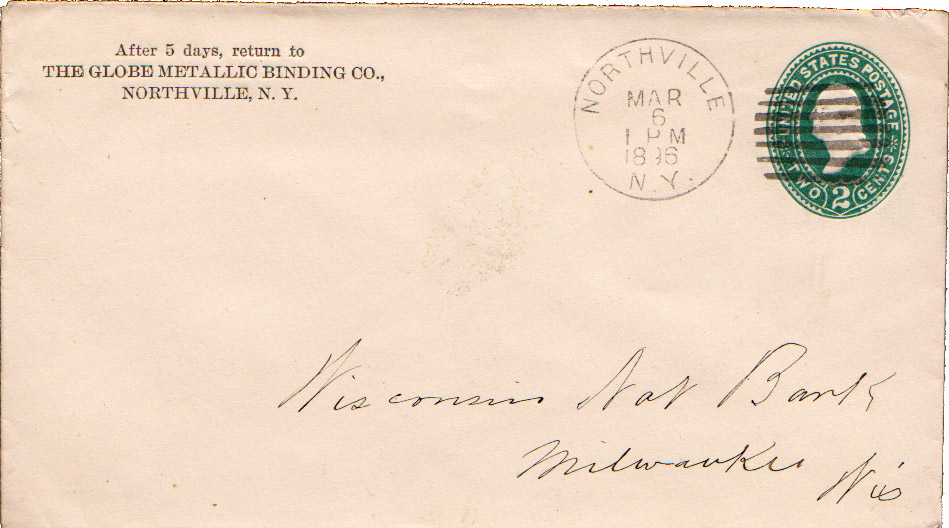 After 5 days, return to
THE GLOBE METALLIC BINDING CO.,
NORTHVILLE, N. Y.
NORTHVILLE
MAR
6
1 PM
1896
N.Y.
UNITED STATES POSTAGE
TWO 2 CENTS
Wisconsin Nat Bank
Milwaukee Wis